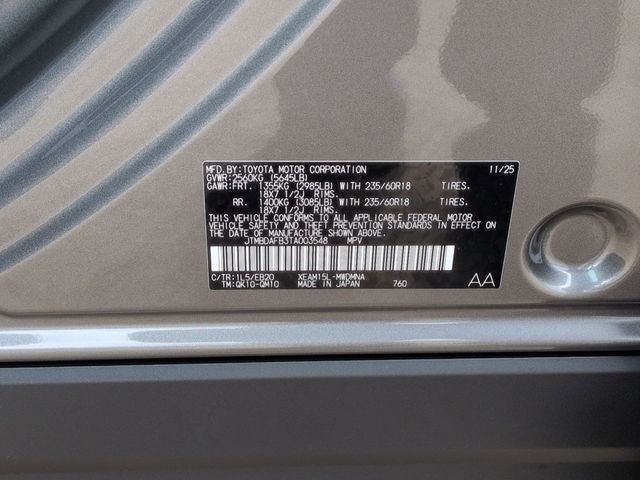 MFD.BY:TOYOTA MOTOR CORPORATION 11/25
GVWR:2560KG (5645LB)
GAWR:FRT. 1355KG (2985LB) WITH 235/60R18 TIRES.
18X7 1/2J RIMS.
RR. 1400KG (3085LB) WITH 235/60R18 TIRES.
18X7 1/2J RIMS.
THIS VEHICLE CONFORMS TO ALL APPLICABLE FEDERAL MOTOR
VEHICLE SAFETY AND THEFT PREVENTION STANDARDS IN EFFECT
ON THE DATE OF MANUFACTURE SHOWN ABOVE.
JTMBDAFB3TA003548 MPV
C/TR:1L5/EB20 XEAM15L-MWDMNA
TM:QK10-QM10 MADE IN JAPAN 760 AA